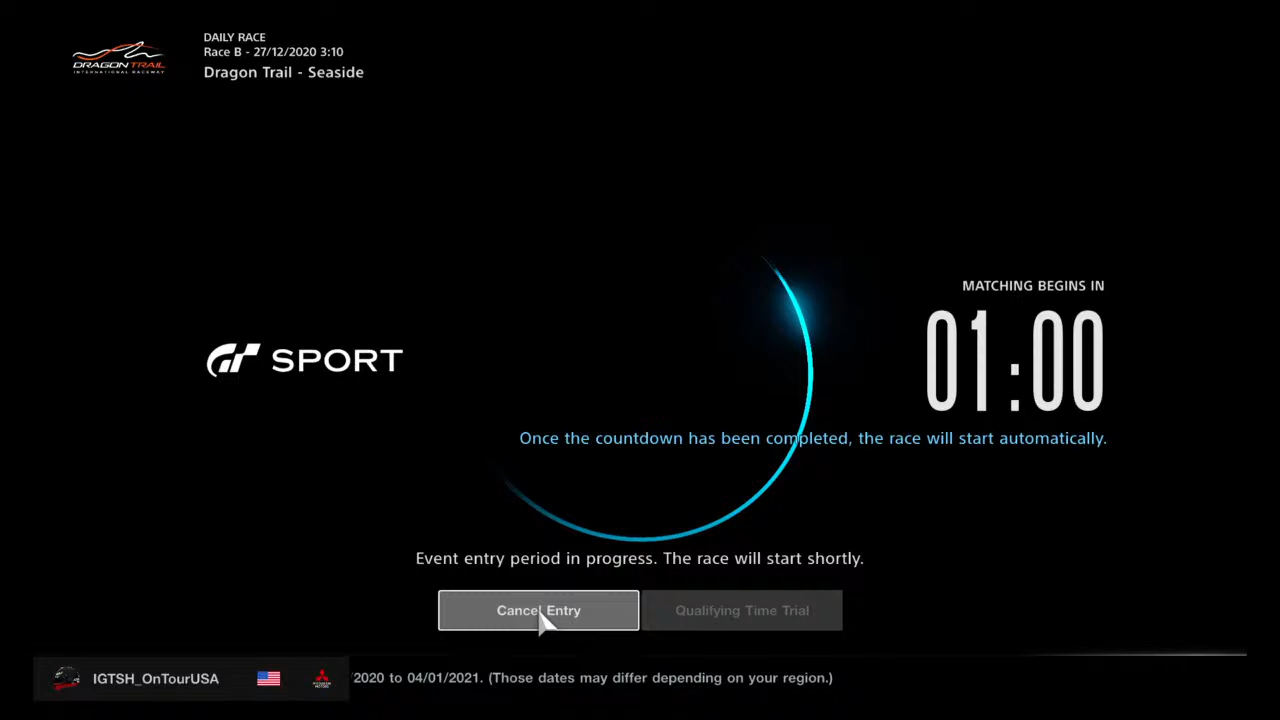 DRAGON TRAIL
INTERNATIONAL RACEWAY
DAILY RACE
Race B - 27/12/2020 3:10
Dragon Trail - Seaside
MATCHING BEGINS IN
01:00
GT SPORT
Once the countdown has been completed, the race will start automatically.
Event entry period in progress. The race will start shortly.
Cancel Entry
Qualifying Time Trial
IGTSH_OnTourUSA
/2020 to 04/01/2021. (Those dates may differ depending on your region.)